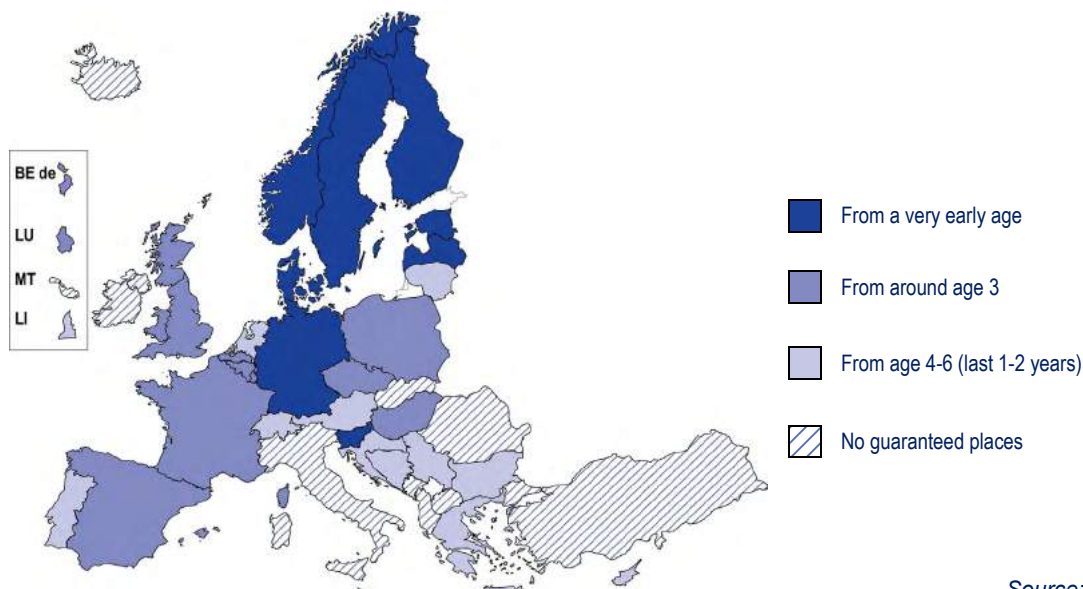 BE de
LU
MT
LI
From a very early age
From around age 3
From age 4-6 (last 1-2 years)
No guaranteed places
Source: